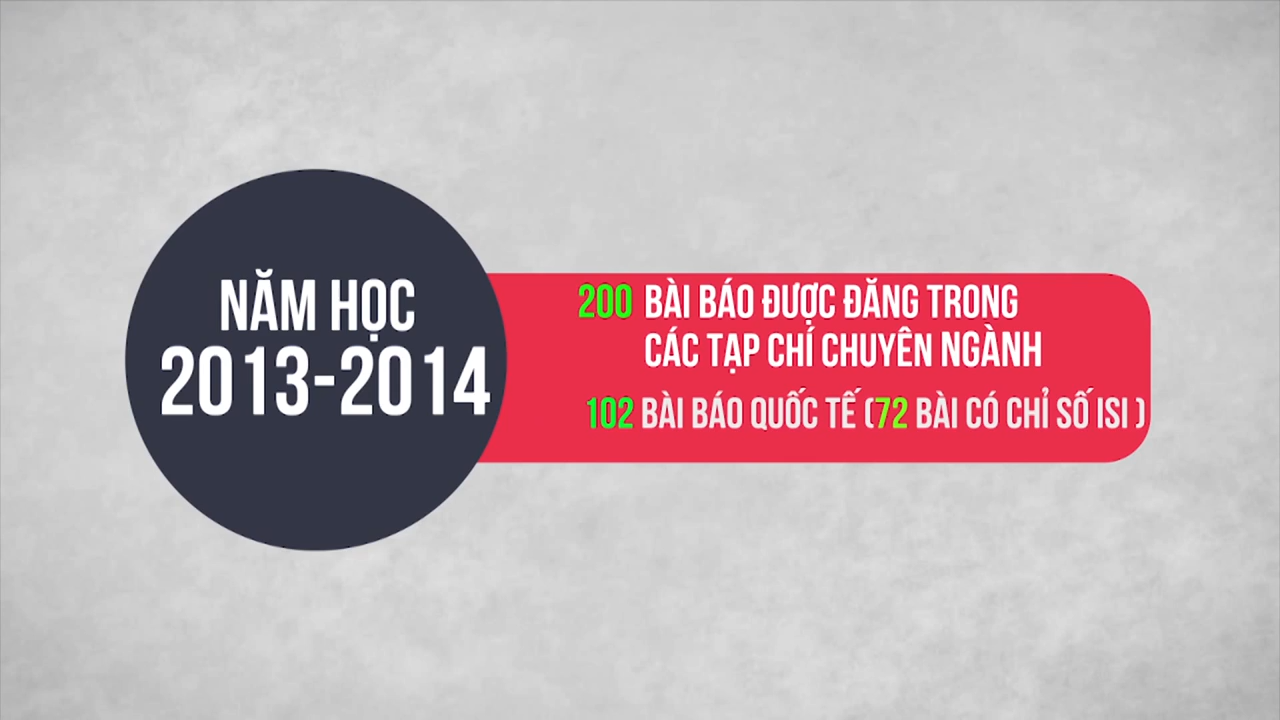 NĂM HỌC
2013-2014
200 BÀI BÁO ĐƯỢC ĐĂNG TRONG
CÁC TẠP CHÍ CHUYÊN NGÀNH
102 BÀI BÁO QUỐC TẾ (72 BÀI CÓ CHỈ SỐ ISI )